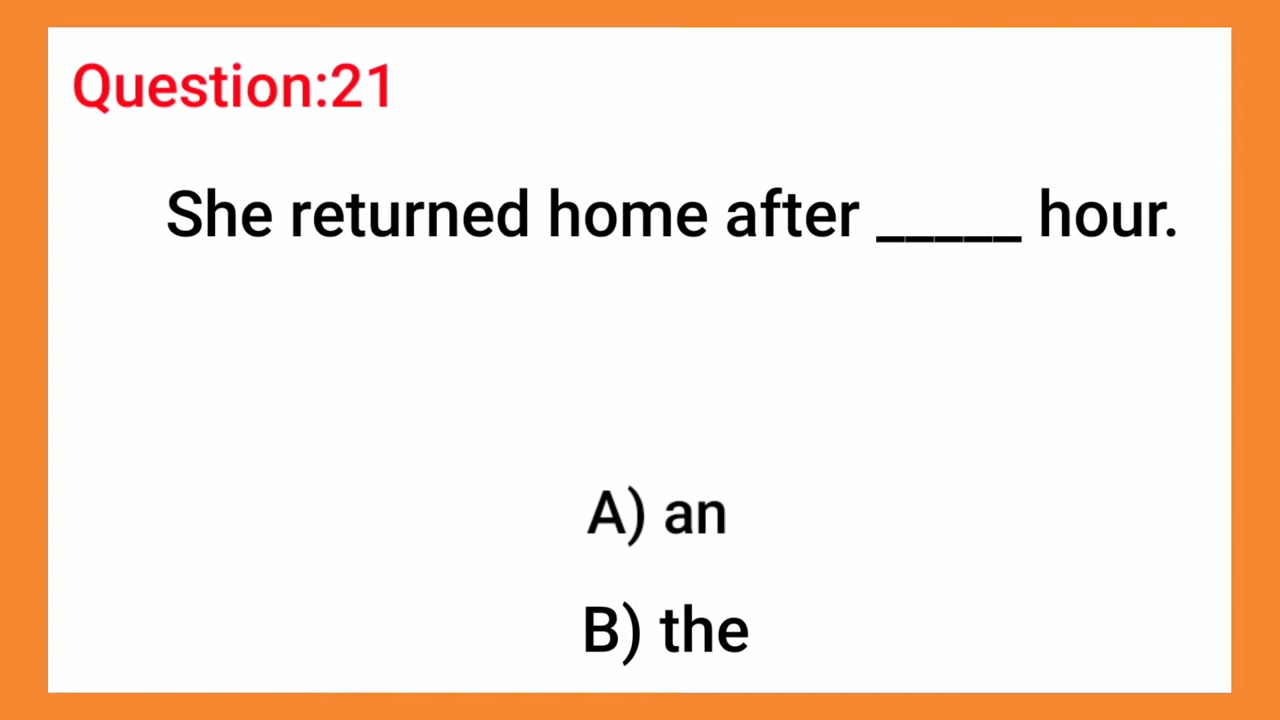 Question:21
She returned home after _____ hour.
A) an
B) the